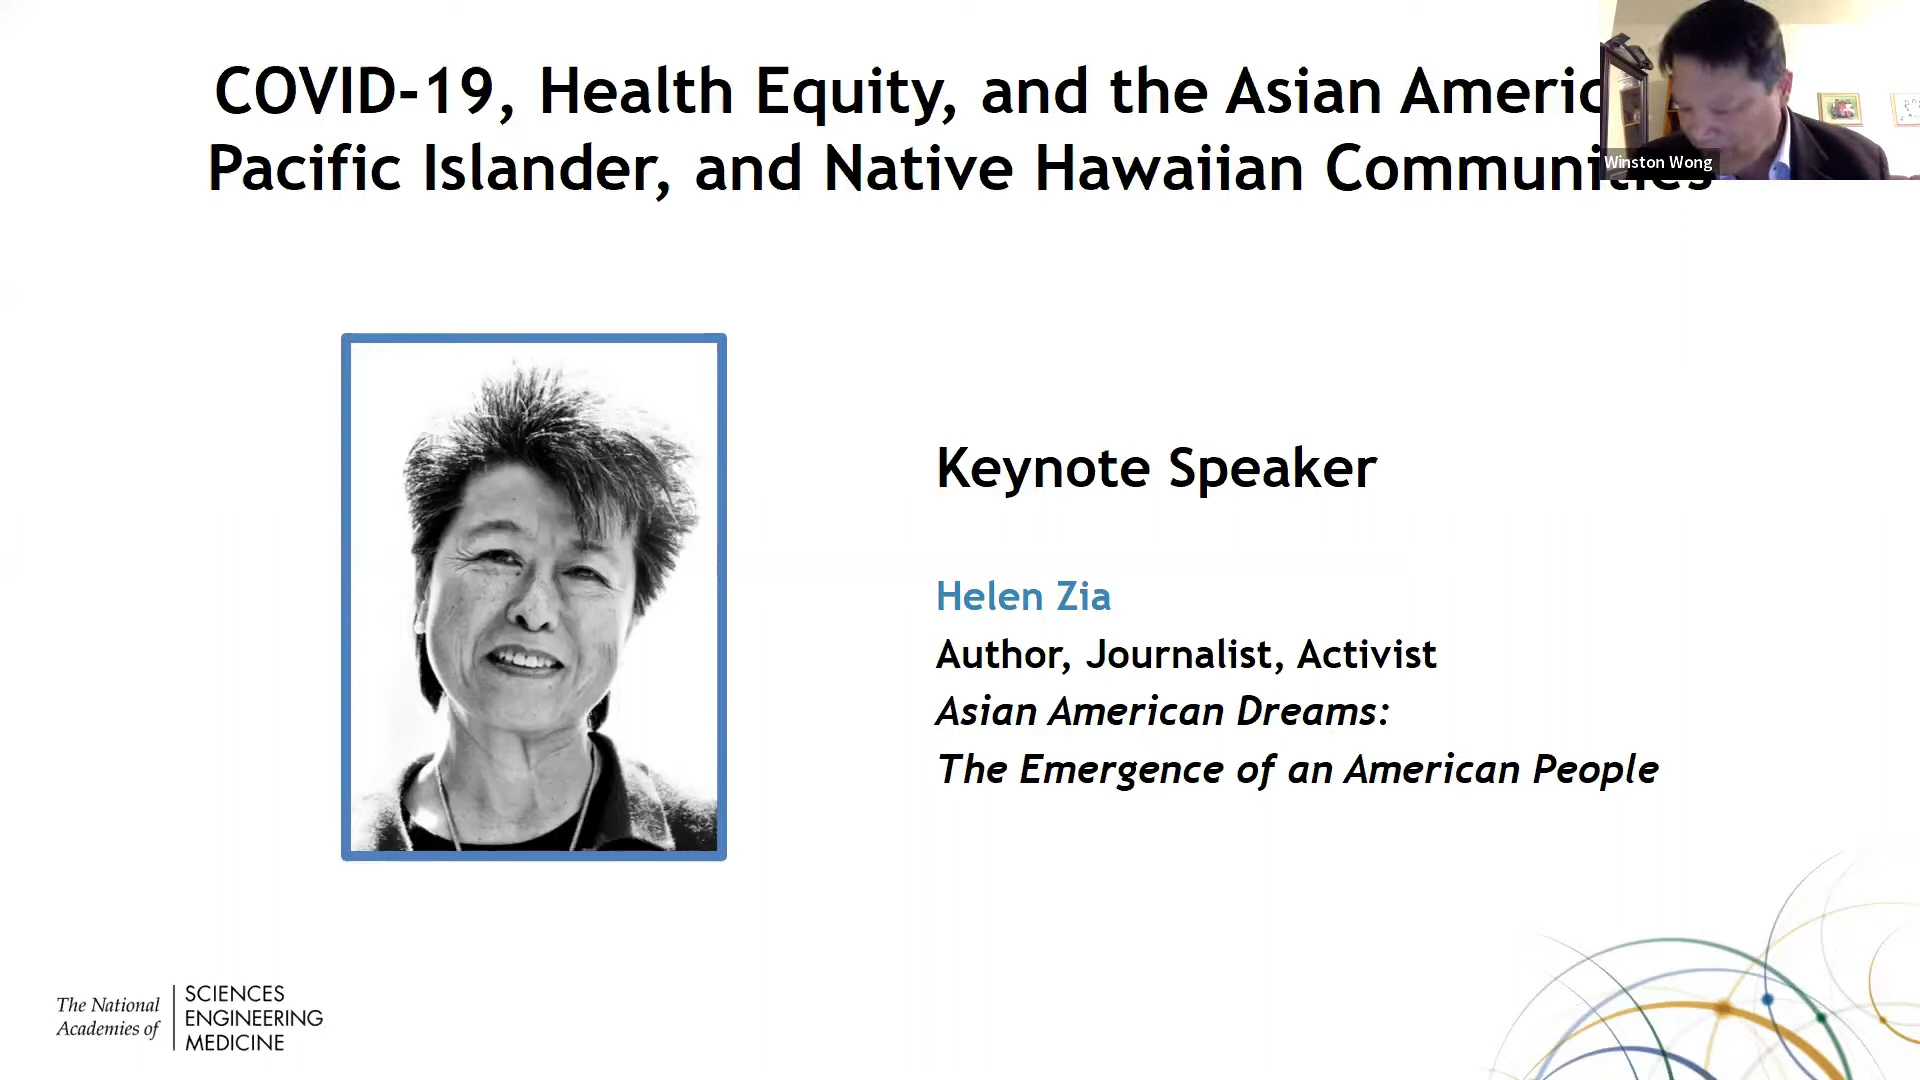 COVID-19, Health Equity, and the Asian Americ
Pacific Islander, and Native Hawaiian Communities
Winston Wong
Keynote Speaker
Helen Zia
Author, Journalist, Activist
Asian American Dreams:
The Emergence of an American People
The National
Academies of
SCIENCES
ENGINEERING
MEDICINE